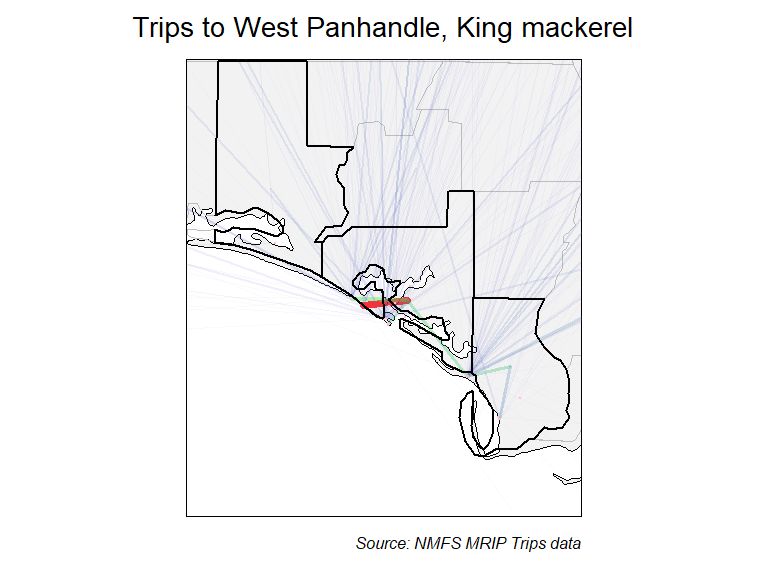 Trips to West Panhandle, King mackerel
Source: NMFS MRIP Trips data